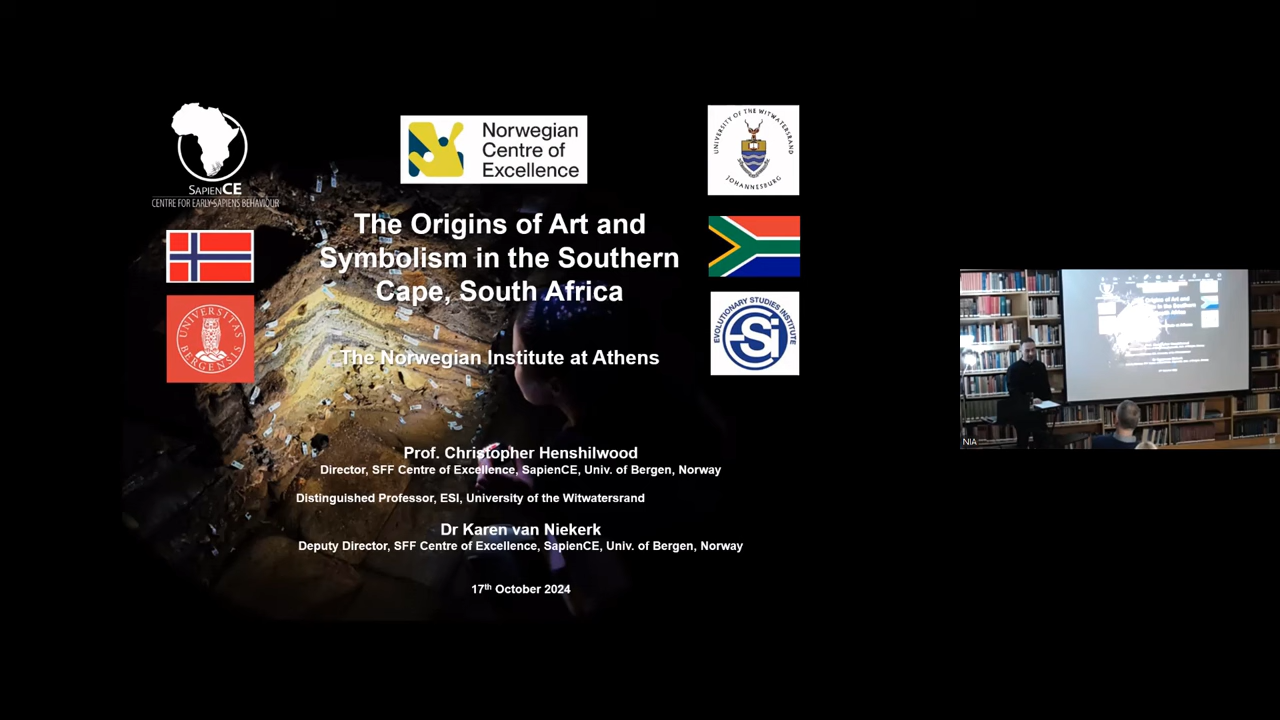 SAPIENCE
CENTRE FOR EARLY SAPIENS BEHAVIOUR
Norwegian
Centre of
Excellence
UNIVERSITY OF THE WITWATERSRAND
JOHANNESBURG
The Origins of Art and
Symbolism in the Southern
Cape, South Africa
UNIVERSITAS
BERGENSIS
EVOLUTIONARY STUDIES INSTITUTE
ESi
The Norwegian Institute at Athens
Prof. Christopher Henshilwood
Director, SFF Centre of Excellence, SapienCE, Univ. of Bergen, Norway
Distinguished Professor, ESI, University of the Witwatersrand
Dr Karen van Niekerk
Deputy Director, SFF Centre of Excellence, SapienCE, Univ. of Bergen, Norway
17th October 2024
NIA